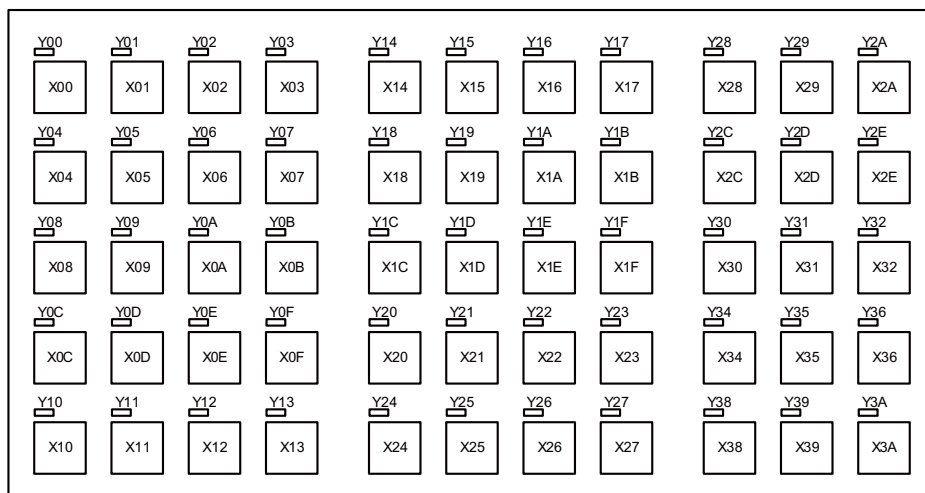 Y00 Y01 Y02 Y03 Y14 Y15 Y16 Y17 Y28 Y29 Y2A
X00 X01 X02 X03 X14 X15 X16 X17 X28 X29 X2A
Y04 Y05 Y06 Y07 Y18 Y19 Y1A Y1B Y2C Y2D Y2E
X04 X05 X06 X07 X18 X19 X1A X1B X2C X2D X2E
Y08 Y09 Y0A Y0B Y1C Y1D Y1E Y1F Y30 Y31 Y32
X08 X09 X0A X0B X1C X1D X1E X1F X30 X31 X32
Y0C Y0D Y0E Y0F Y20 Y21 Y22 Y23 Y34 Y35 Y36
X0C X0D X0E X0F X20 X21 X22 X23 X34 X35 X36
Y10 Y11 Y12 Y13 Y24 Y25 Y26 Y27 Y38 Y39 Y3A
X10 X11 X12 X13 X24 X25 X26 X27 X38 X39 X3A